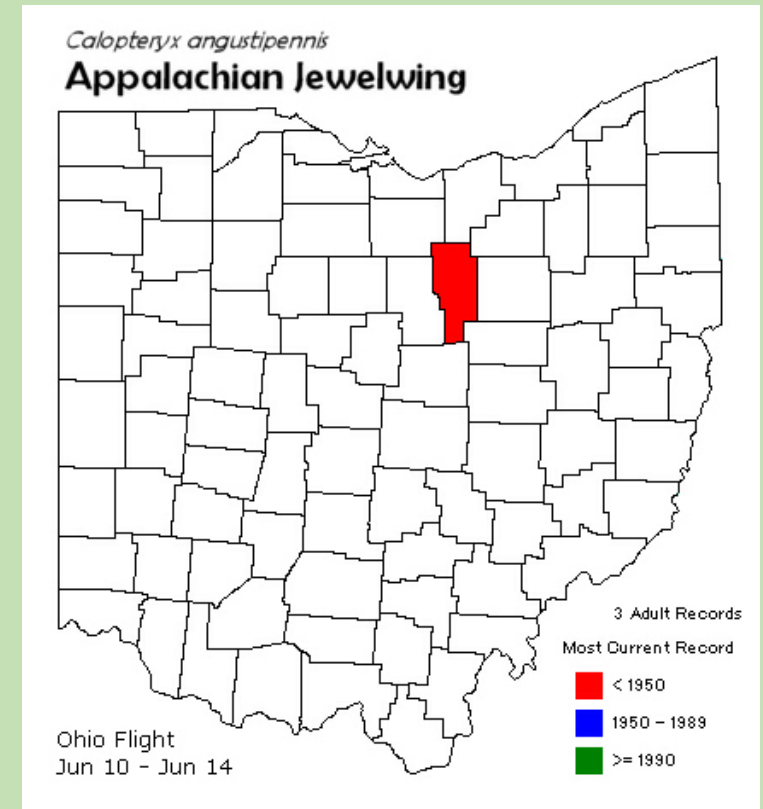 Calopteryx angustipennis
Appalachian Jewelwing
3 Adult Records
Most Current Record
< 1950
1950 - 1989
>= 1990
Ohio Flight
Jun 10 - Jun 14